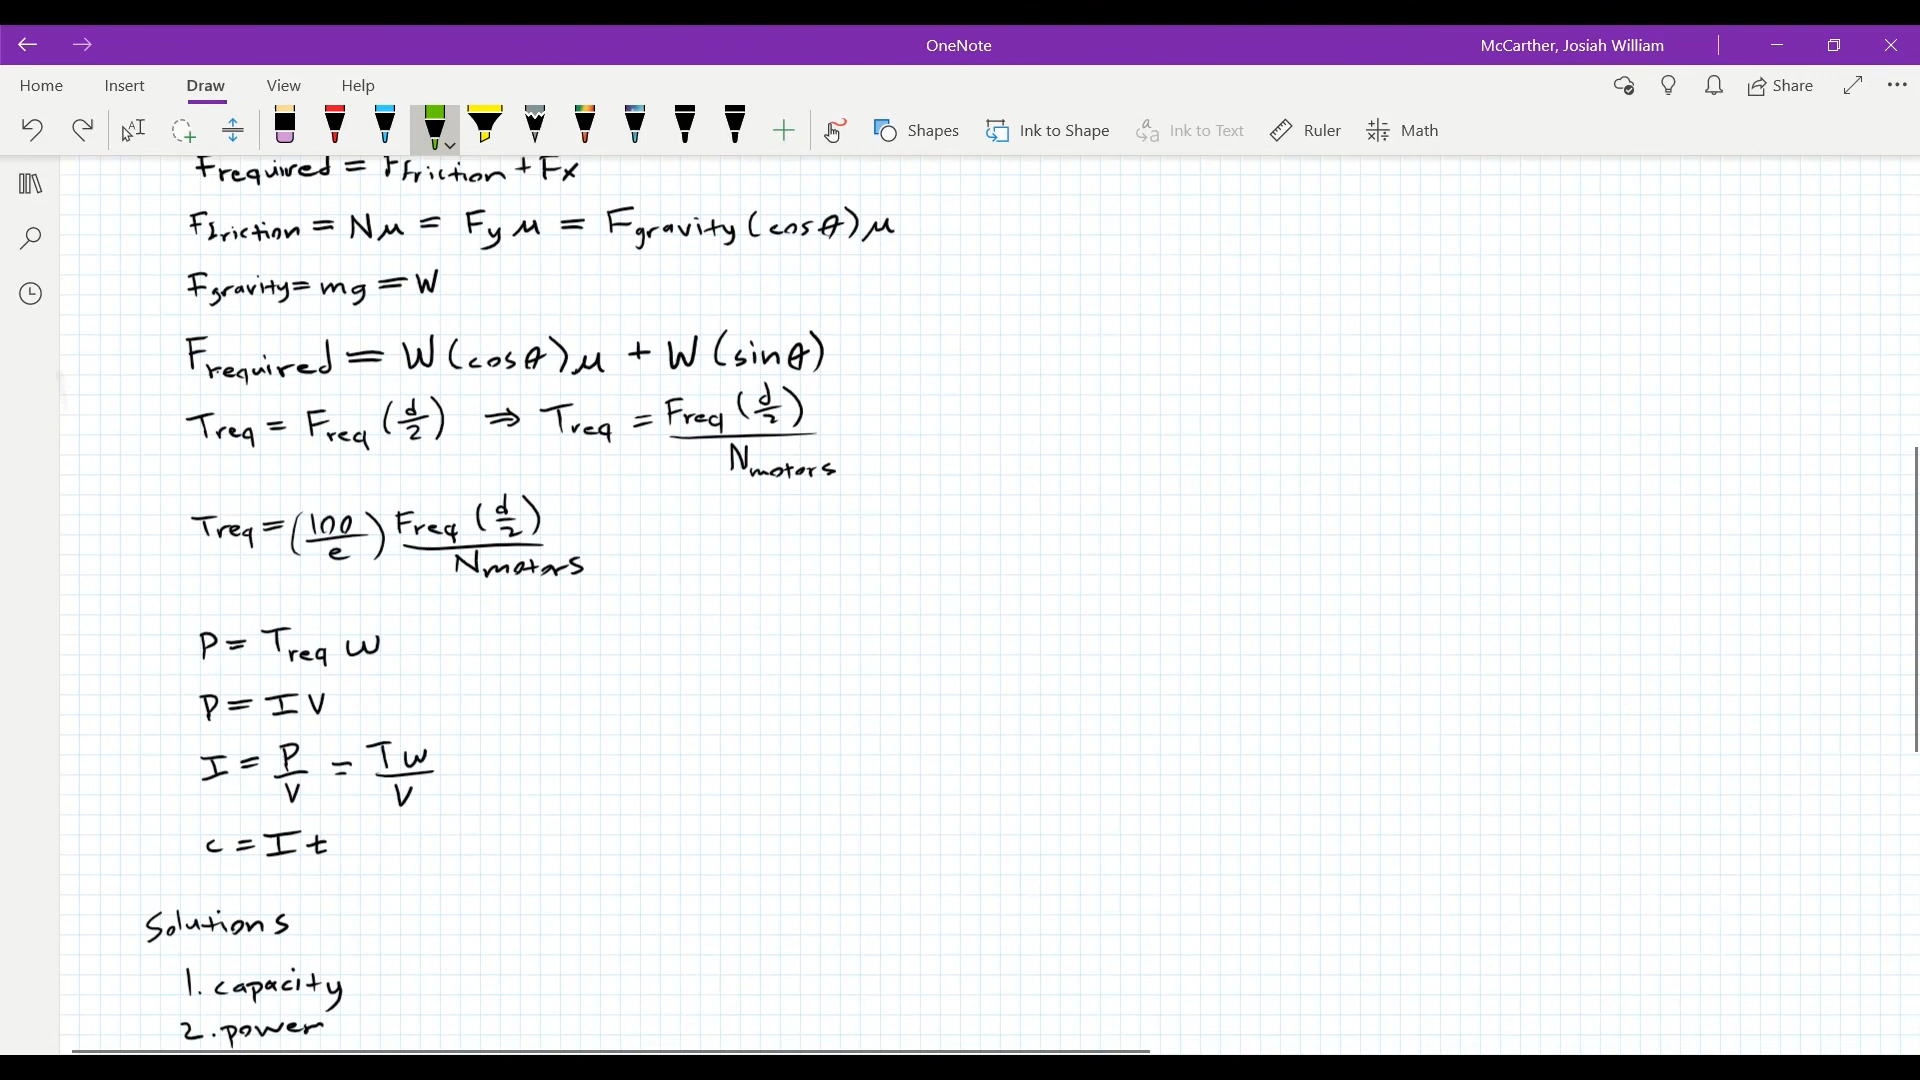 OneNote
McCarther, Josiah William
Home Insert Draw View Help
Share
Shapes Ink to Shape Ink to Text Ruler Math
Frequired = Ffriction + Fx
Ffriction = Nμ = Fy μ = Fgravity (cosθ) μ
Fgravity = mg = W
Frequired = W (cosθ) μ + W (sinθ)
Treq = Freq (d/2) ⇒ Treq = Freq (d/2) / Nmotors
Treq = (100/e) Freq (d/2) / Nmotors
P = Treq ω
P = I V
I = P/V = Tω/V
c = I t
Solutions
1. capacity
2. power